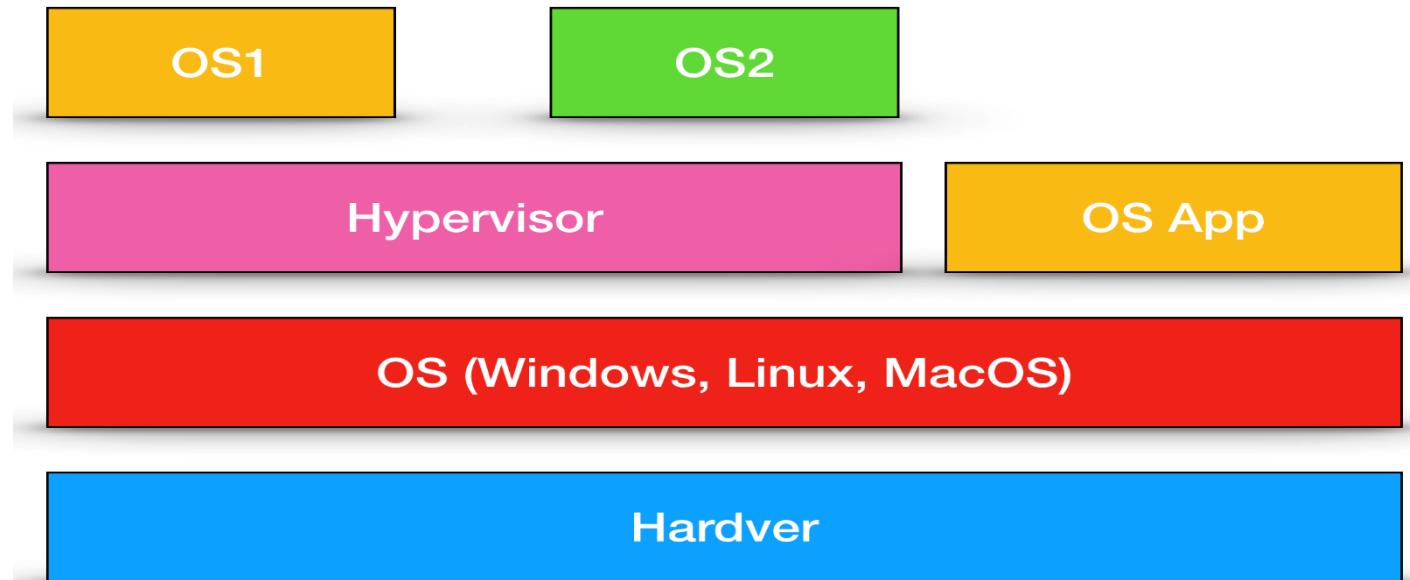 OS1
OS2
Hypervisor
OS App
OS (Windows, Linux, MacOS)
Hardver